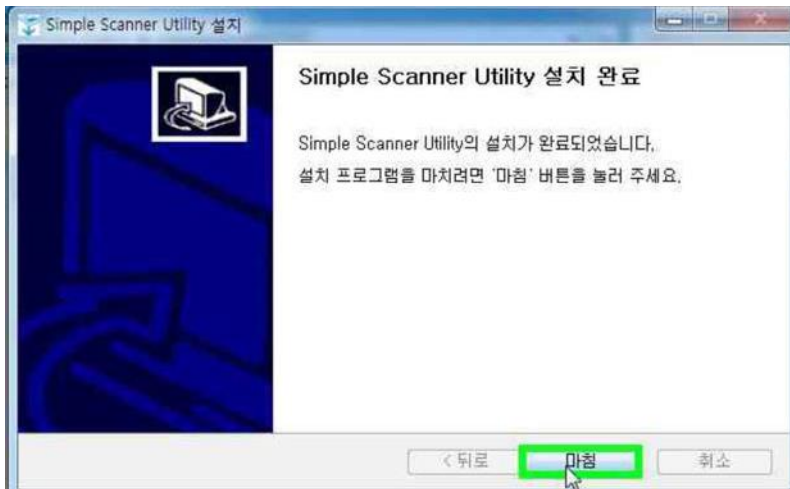 Simple Scanner Utility 설치
Simple Scanner Utility 설치 완료
Simple Scanner Utility의 설치가 완료되었습니다.
설치 프로그램을 마치려면 '마침' 버튼을 눌러 주세요.
< 뒤로 마침 취소